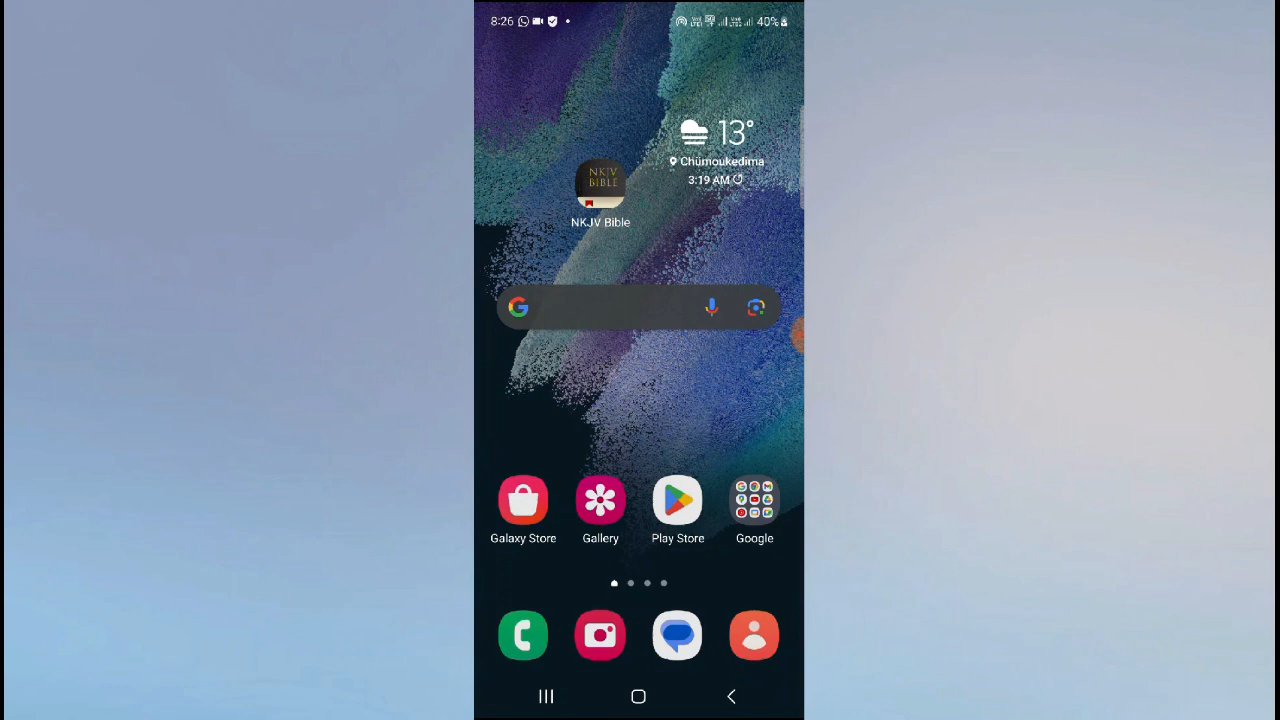 8:26
40%
13°
Chümoukedima
3:19 AM
NKJV
BIBLE
NKJV Bible
Galaxy Store
Gallery
Play Store
Google